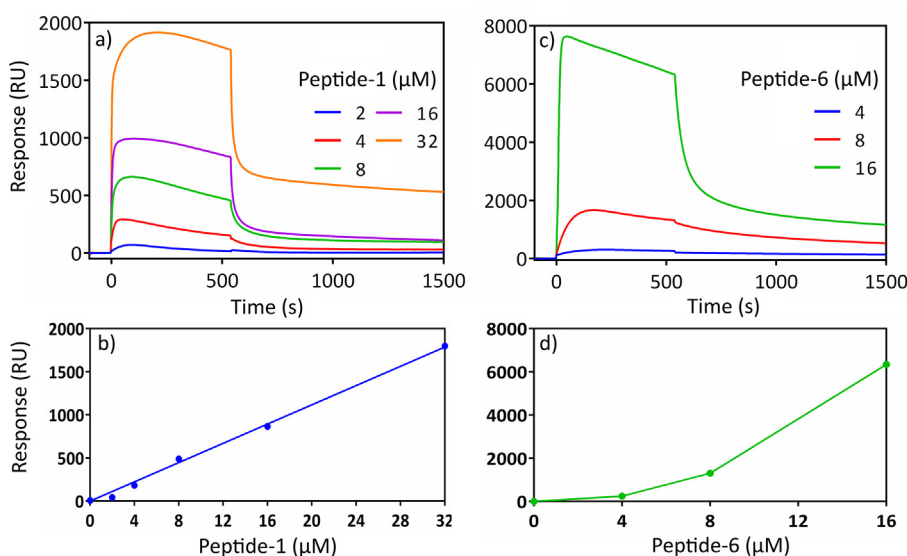 a)
Response (RU)
2000
1500
1000
500
0
Peptide-1 (µM)
2 16
4 32
8
0 500 1000 1500
Time (s)
c)
8000
6000
4000
2000
0
Peptide-6 (µM)
4
8
16
0 500 1000 1500
Time (s)
b)
Response (RU)
2000
1500
1000
500
0
0 4 8 12 16 20 24 28 32
Peptide-1 (µM)
d)
8000
6000
4000
2000
0
0 4 8 12 16
Peptide-6 (µM)